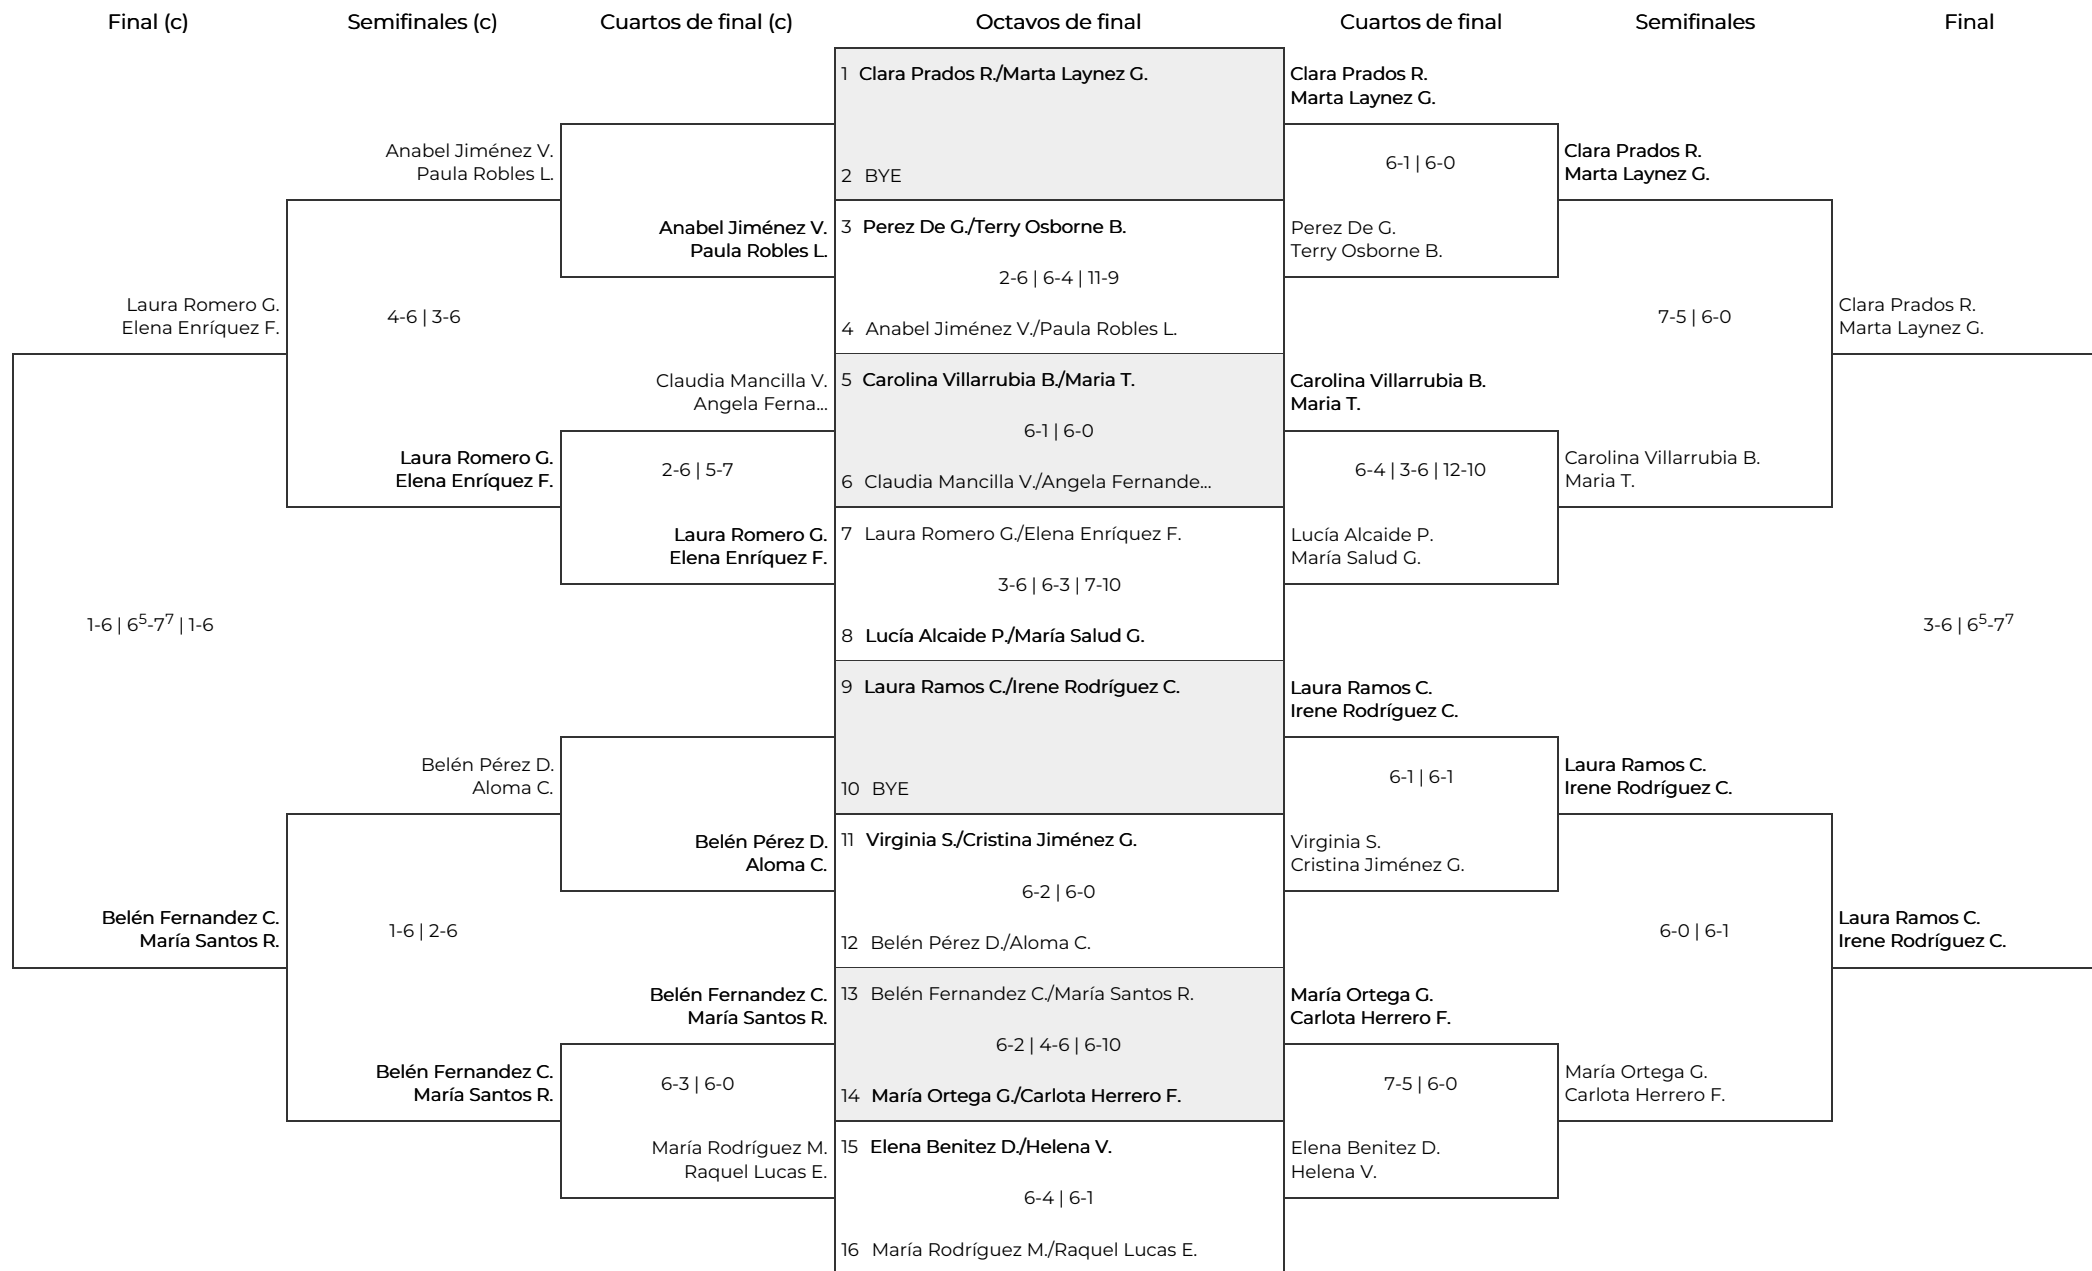 Final (c)
Semifinales (c)
Cuartos de final (c)
Octavos de final
Cuartos de final
Semifinales
Final
Laura Romero G.
Elena Enríquez F.
1-6 | 6⁵-7⁷ | 1-6
Belén Fernandez C.
María Santos R.
Anabel Jiménez V.
Paula Robles L.
4-6 | 3-6
Laura Romero G.
Elena Enríquez F.
Belén Pérez D.
Aloma C.
1-6 | 2-6
Belén Fernandez C.
María Santos R.
Anabel Jiménez V.
Paula Robles L.
Claudia Mancilla V.
Angela Ferna...
2-6 | 5-7
Laura Romero G.
Elena Enríquez F.
Belén Pérez D.
Aloma C.
Belén Fernandez C.
María Santos R.
6-3 | 6-0
María Rodríguez M.
Raquel Lucas E.
1 Clara Prados R./Marta Laynez G.
2 BYE
3 Perez De G./Terry Osborne B.
2-6 | 6-4 | 11-9
4 Anabel Jiménez V./Paula Robles L.
5 Carolina Villarrubia B./Maria T.
6-1 | 6-0
6 Claudia Mancilla V./Angela Fernande...
7 Laura Romero G./Elena Enríquez F.
3-6 | 6-3 | 7-10
8 Lucía Alcaide P./María Salud G.
9 Laura Ramos C./Irene Rodríguez C.
10 BYE
11 Virginia S./Cristina Jiménez G.
6-2 | 6-0
12 Belén Pérez D./Aloma C.
13 Belén Fernandez C./María Santos R.
6-2 | 4-6 | 6-10
14 María Ortega G./Carlota Herrero F.
15 Elena Benitez D./Helena V.
6-4 | 6-1
16 María Rodríguez M./Raquel Lucas E.
Clara Prados R.
Marta Laynez G.
6-1 | 6-0
Perez De G.
Terry Osborne B.
Carolina Villarrubia B.
Maria T.
6-4 | 3-6 | 12-10
Lucía Alcaide P.
María Salud G.
Laura Ramos C.
Irene Rodríguez C.
6-1 | 6-1
Virginia S.
Cristina Jiménez G.
María Ortega G.
Carlota Herrero F.
7-5 | 6-0
Elena Benitez D.
Helena V.
Clara Prados R.
Marta Laynez G.
7-5 | 6-0
Carolina Villarrubia B.
Maria T.
Laura Ramos C.
Irene Rodríguez C.
6-0 | 6-1
María Ortega G.
Carlota Herrero F.
Clara Prados R.
Marta Laynez G.
3-6 | 6⁵-7⁷
Laura Ramos C.
Irene Rodríguez C.